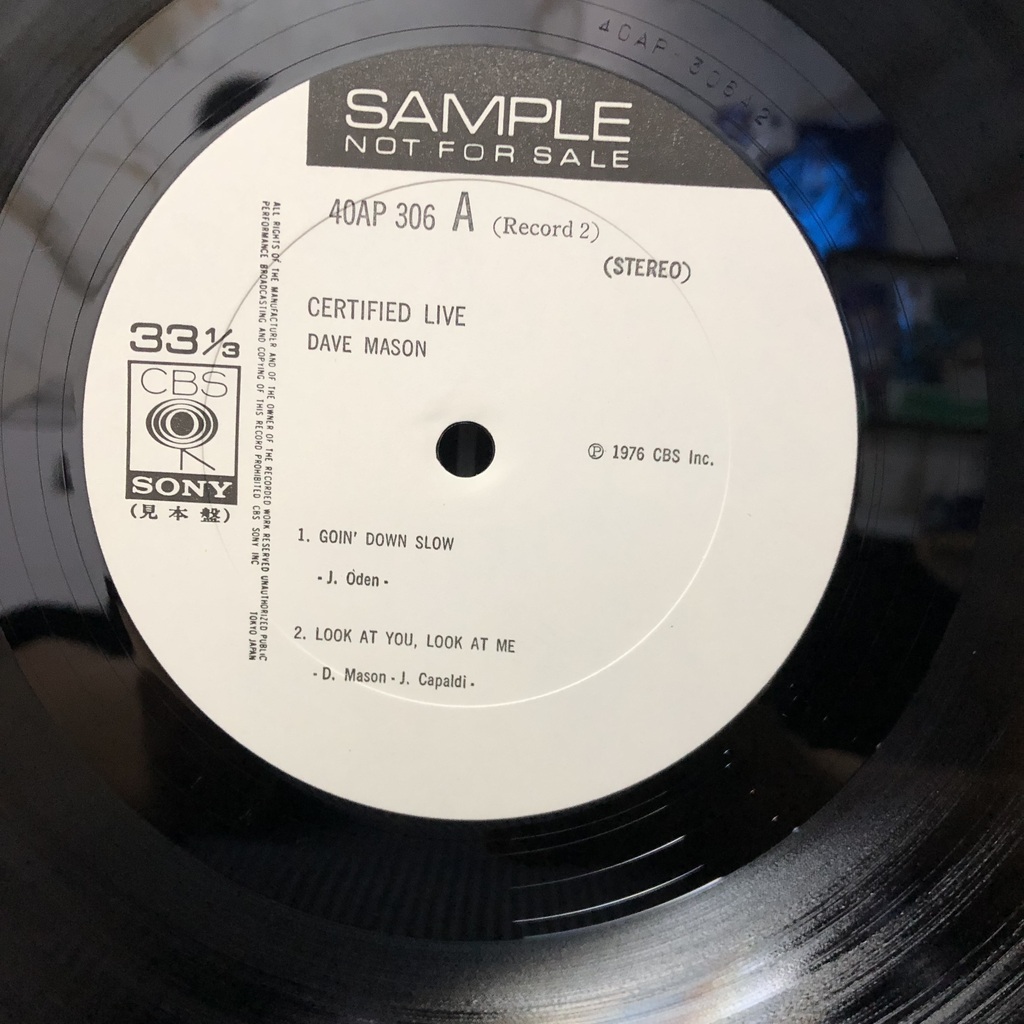 40AP-306A2
SAMPLE
NOT FOR SALE
40AP 306 A (Record 2)
(STEREO)
CERTIFIED LIVE
DAVE MASON
33⅓
CBS
SONY
(見本盤)
ALL RIGHTS OF THE MANUFACTURER AND OF THE OWNER OF THE RECORDED WORK RESERVED UNAUTHORIZED PUBLIC
PERFORMANCE BROADCASTING AND COPYING OF THIS RECORD PROHIBITED CBS SONY INC TOKYO JAPAN
℗ 1976 CBS Inc.
1. GOIN' DOWN SLOW
- J. Oden -
2. LOOK AT YOU, LOOK AT ME
- D. Mason - J. Capaldi -